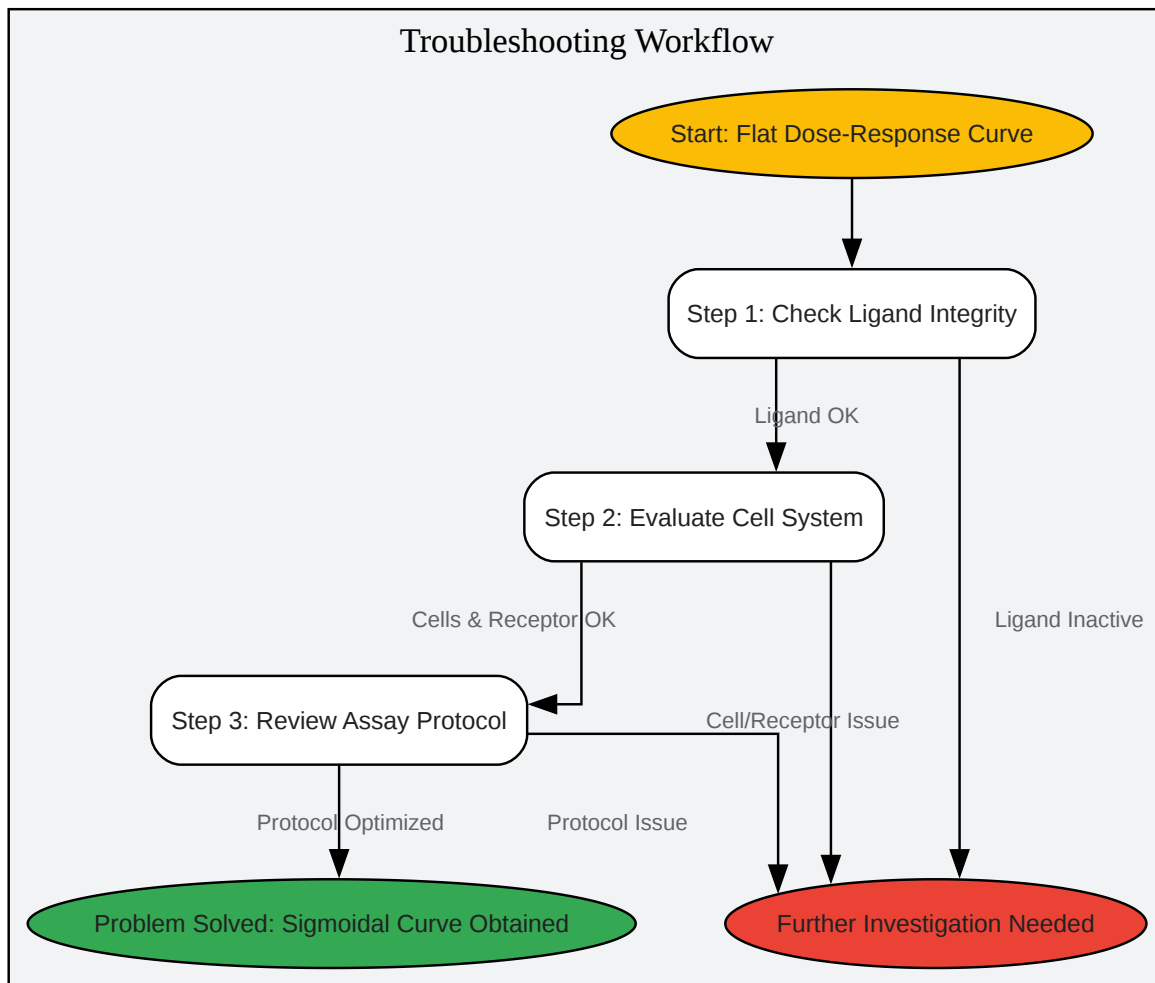 Troubleshooting Workflow
Start: Flat Dose-Response Curve
Step 1: Check Ligand Integrity
Ligand OK
Step 2: Evaluate Cell System
Cells & Receptor OK
Ligand Inactive
Step 3: Review Assay Protocol
Cell/Receptor Issue
Protocol Optimized
Protocol Issue
Problem Solved: Sigmoidal Curve Obtained
Further Investigation Needed